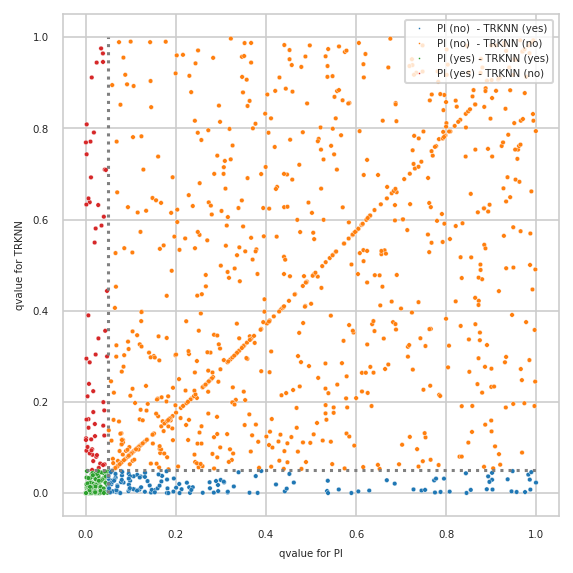 PI (no) - TRKNN (yes)
PI (no) - TRKNN (no)
PI (yes) - TRKNN (yes)
PI (yes) - TRKNN (no)
1.0
0.8
0.6
0.4
0.2
0.0
qvalue for TRKNN
0.0 0.2 0.4 0.6 0.8 1.0
qvalue for PI